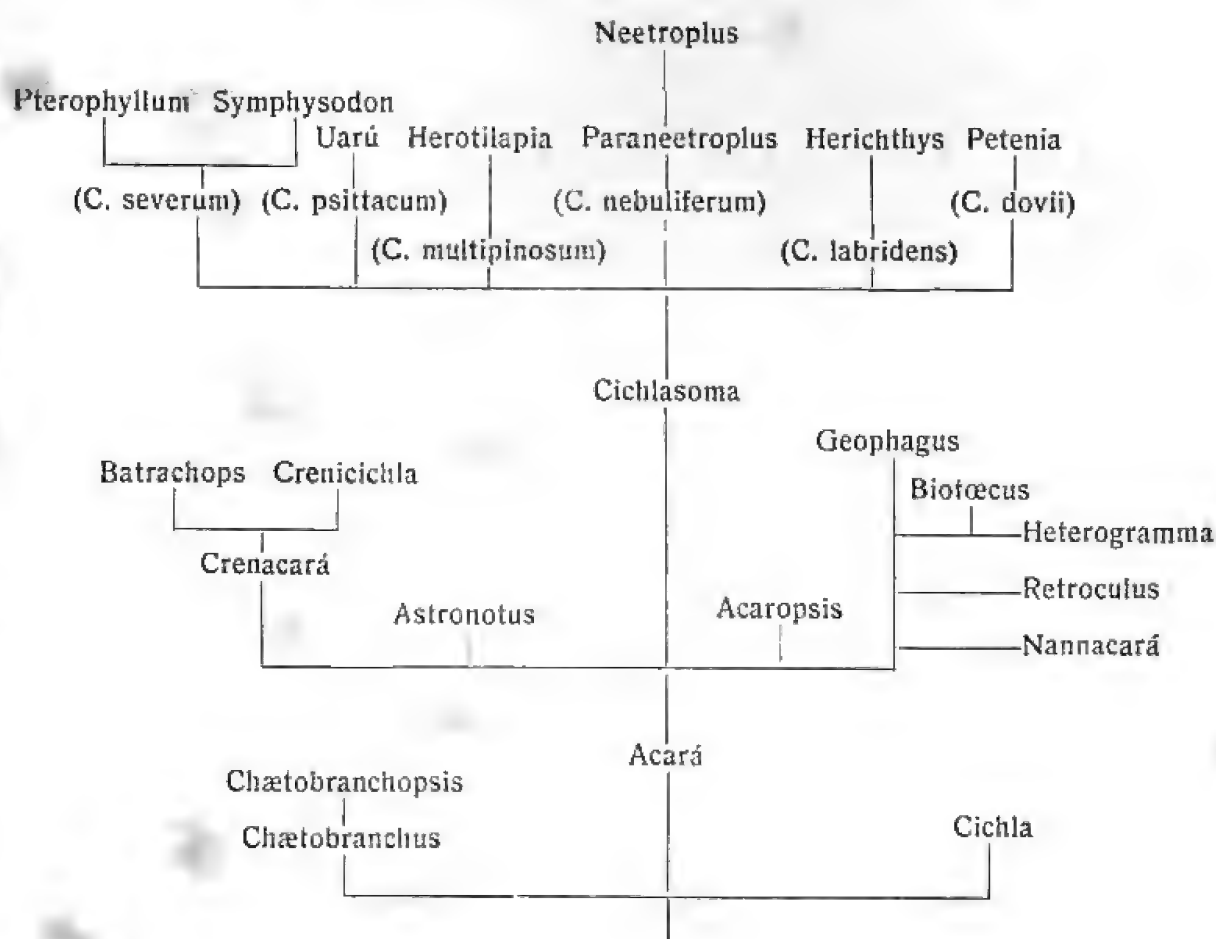 Neetroplus
Pterophyllum Symphysodon
Uarú Herotilapia Paraneetroplus Herichthys Petenia
(C. severum) (C. psittacum) (C. nebuliferum) (C. dovii)
(C. multipinosum) (C. labridens)
Cichlasoma
Geophagus
Batrachops Crenicichla
Biotœcus
Heterogramma
Crenacará
Retroculus
Astronotus Acaropsis
Nannacará
Acará
Chætobranchopsis
Chætobranchus Cichla